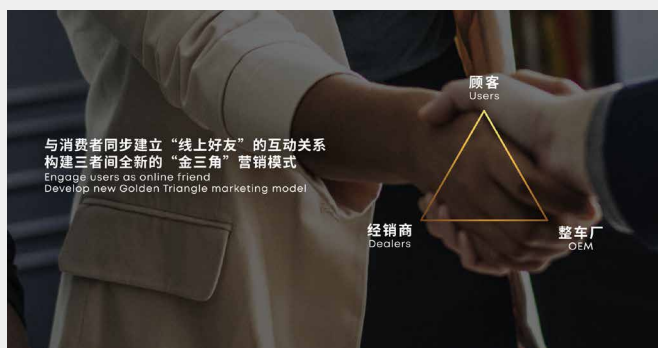 与消费者同步建立“线上好友”的互动关系
构建三者间全新的“金三角”营销模式
Engage users as online friend
Develop new Golden Triangle marketing model
顾客
Users
经销商
Dealers
整车厂
OEM